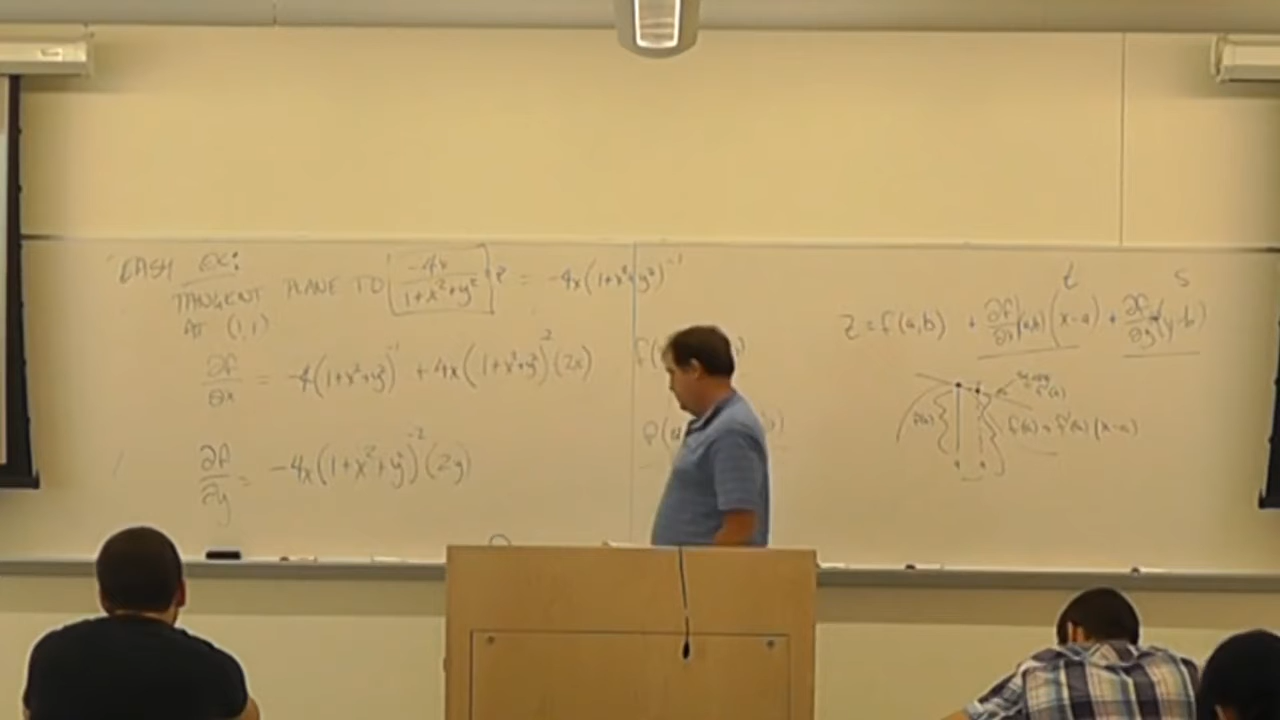 EASY EX:
TANGENT PLANE TO -4x / 1+x²+y² = -4x(1+x²+y²)⁻¹
AT (1,1)
∂f/∂x = -4(1+x²+y²)⁻¹ + 4x(1+x²+y²)⁻²(2x)
∂f/∂y = -4x(1+x²+y²)⁻²(2y)
t s
z = f(a,b) + ∂f/∂x|(a,b) (x-a) + ∂f/∂y (y-b)
f'(a)
f(a)
f(a) + f'(a)(x-a)